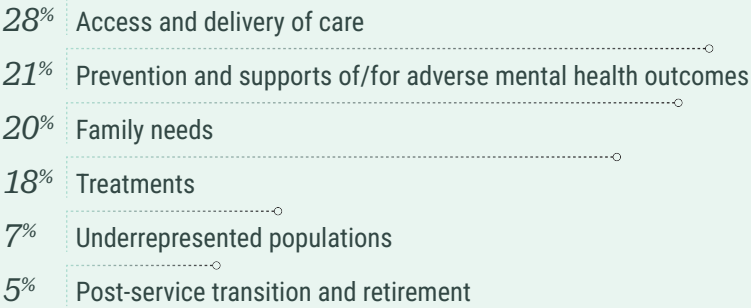 28% Access and delivery of care
21% Prevention and supports of/for adverse mental health outcomes
20% Family needs
18% Treatments
7% Underrepresented populations
5% Post-service transition and retirement